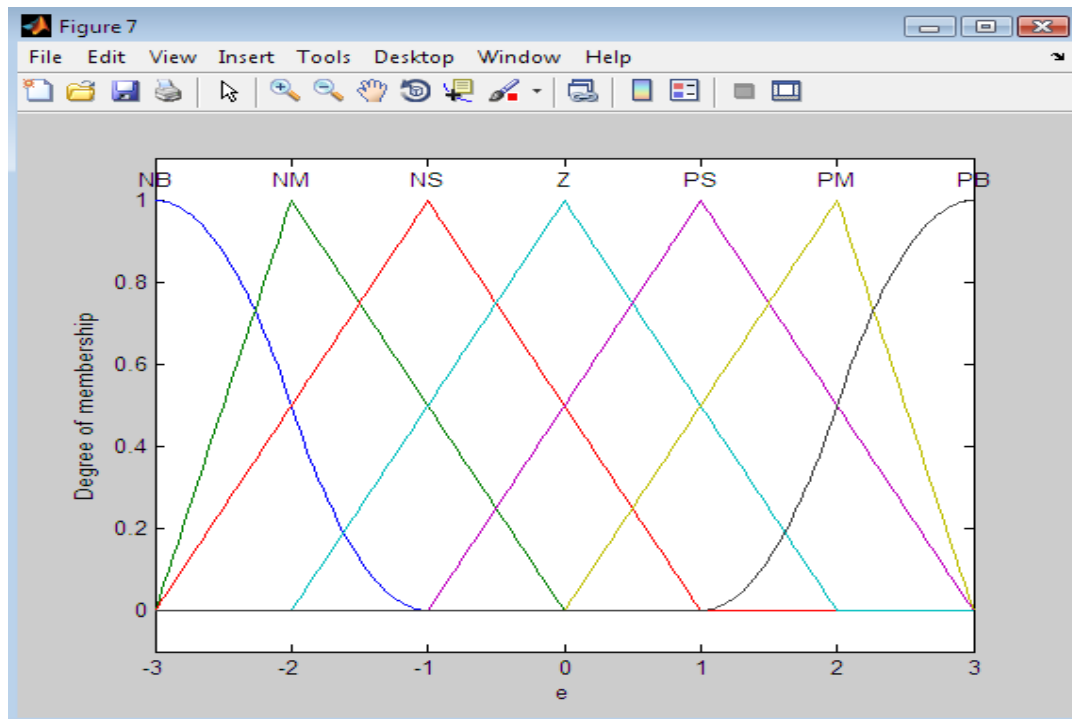 Figure 7
File Edit View Insert Tools Desktop Window Help
NB NM NS Z PS PM PB
1
0.8
0.6
0.4
0.2
0
Degree of membership
-3 -2 -1 0 1 2 3
e